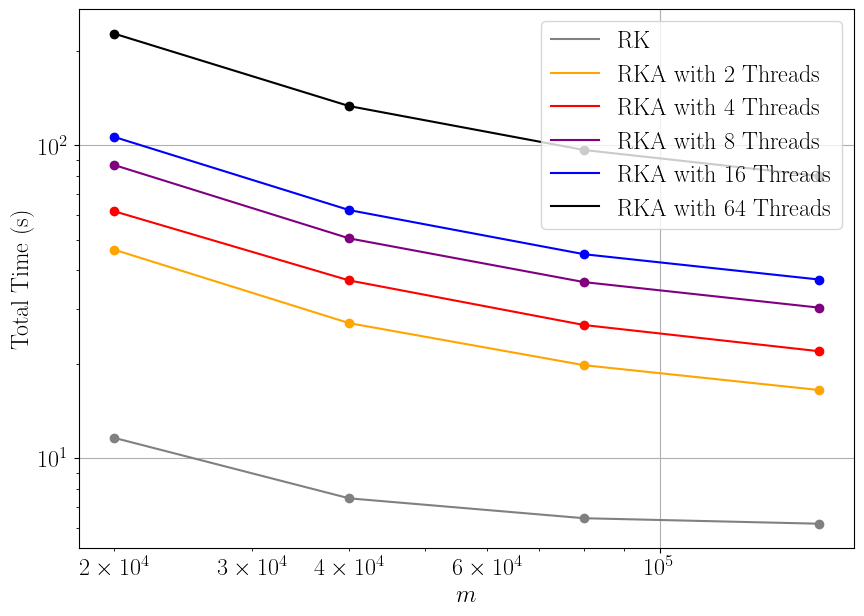 RK
RKA with 2 Threads
RKA with 4 Threads
RKA with 8 Threads
RKA with 16 Threads
RKA with 64 Threads
Total Time (s)
10²
10¹
2 × 10⁴
3 × 10⁴
4 × 10⁴
6 × 10⁴
10⁵
m